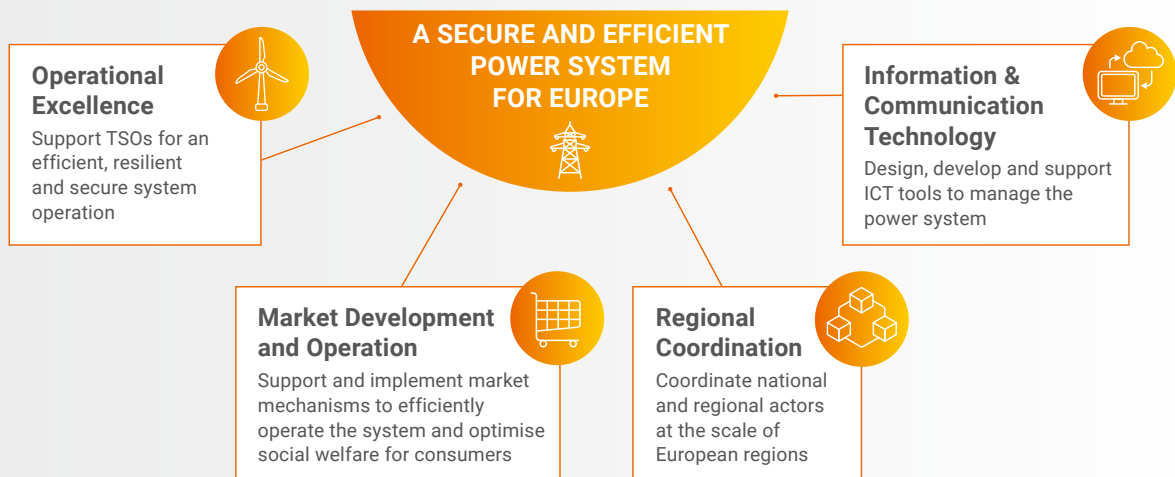 A SECURE AND EFFICIENT
POWER SYSTEM
FOR EUROPE
Operational
Excellence
Support TSOs for an
efficient, resilient
and secure system
operation
Information &
Communication
Technology
Design, develop and support
ICT tools to manage the
power system
Market Development
and Operation
Support and implement market
mechanisms to efficiently
operate the system and optimise
social welfare for consumers
Regional
Coordination
Coordinate national
and regional actors
at the scale of
European regions